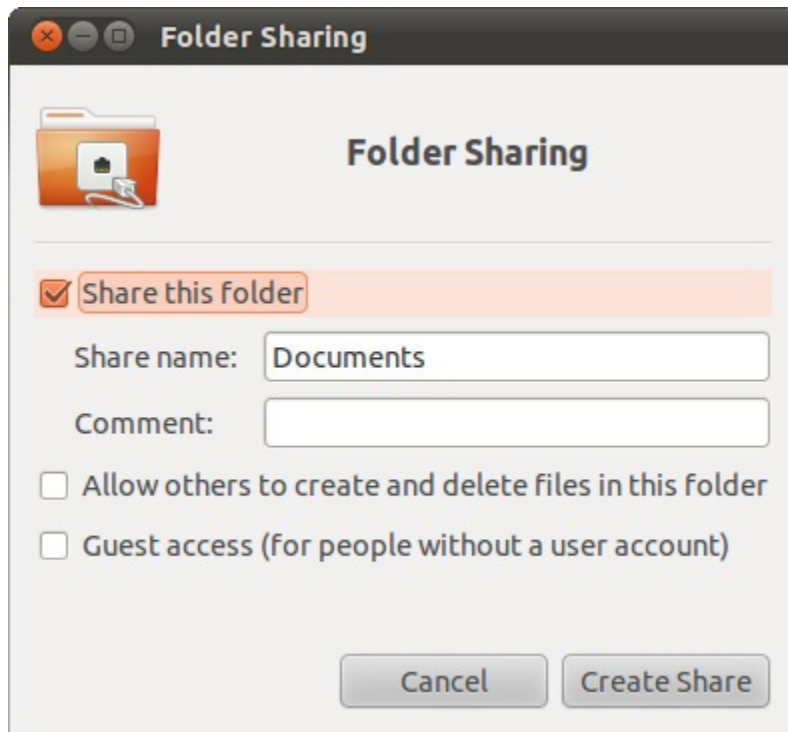 Folder Sharing
Folder Sharing
Share this folder
Share name: Documents
Comment:
Allow others to create and delete files in this folder
Guest access (for people without a user account)
Cancel Create Share